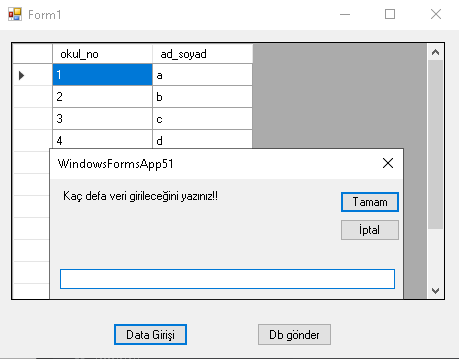 Form1
okul_no ad_soyad
1 a
2 b
3 c
4 d
WindowsFormsApp51
Kaç defa veri girileceğini yazınız!!
Tamam
İptal
Data Girişi Db gönder